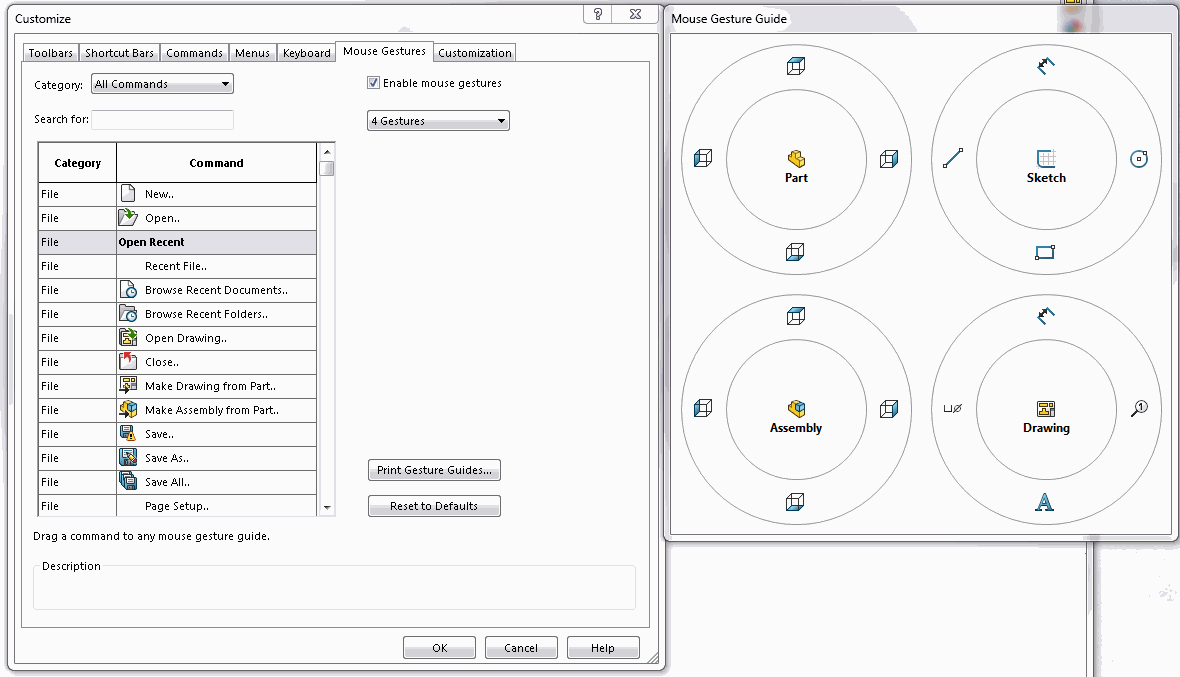 Customize
?
Toolbars Shortcut Bars Commands Menus Keyboard Mouse Gestures Customization
Category: All Commands
Enable mouse gestures
Search for:
4 Gestures
Category Command
File New..
File Open..
File Open Recent
File Recent File..
File Browse Recent Documents..
File Browse Recent Folders..
File Open Drawing..
File Close..
File Make Drawing from Part..
File Make Assembly from Part..
File Save..
File Save As..
File Save All..
File Page Setup..
Print Gesture Guides...
Reset to Defaults
Drag a command to any mouse gesture guide.
Description
OK Cancel Help
Mouse Gesture Guide
Part
Sketch
Assembly
Drawing
1
A